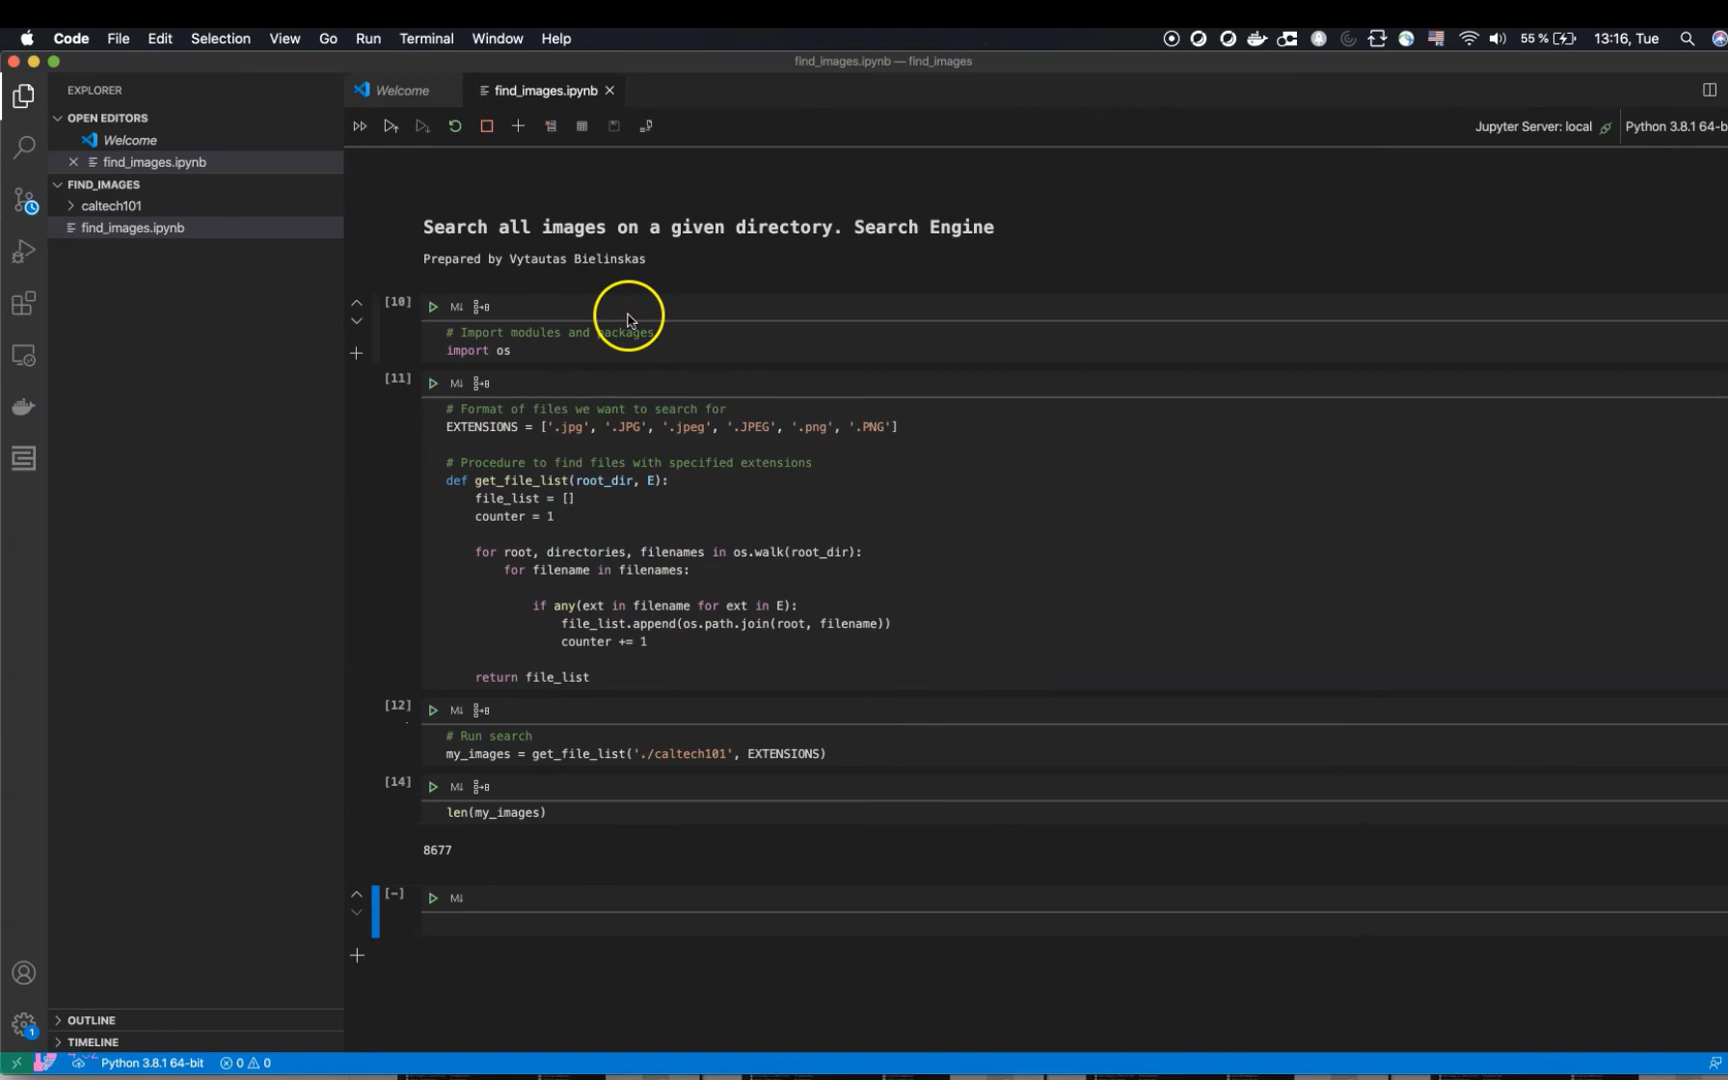 Code File Edit Selection View Go Run Terminal Window Help 55 % 13:16, Tue
find_images.ipynb — find_images
EXPLORER
Welcome
find_images.ipynb
OPEN EDITORS
Welcome
find_images.ipynb
FIND_IMAGES
caltech101
find_images.ipynb
Jupyter Server: local
Python 3.8.1 64-b
Search all images on a given directory. Search Engine
Prepared by Vytautas Bielinskas
[10]
M↓
# Import modules and packages
import os
[11]
M↓
# Format of files we want to search for
EXTENSIONS = ['.jpg', '.JPG', '.jpeg', '.JPEG', '.png', '.PNG']
# Procedure to find files with specified extensions
def get_file_list(root_dir, E):
file_list = []
counter = 1
for root, directories, filenames in os.walk(root_dir):
for filename in filenames:
if any(ext in filename for ext in E):
file_list.append(os.path.join(root, filename))
counter += 1
return file_list
[12]
M↓
# Run search
my_images = get_file_list('./caltech101', EXTENSIONS)
[14]
M↓
len(my_images)
8677
[-]
M↓
1
OUTLINE
TIMELINE
Python 3.8.1 64-bit 0 0